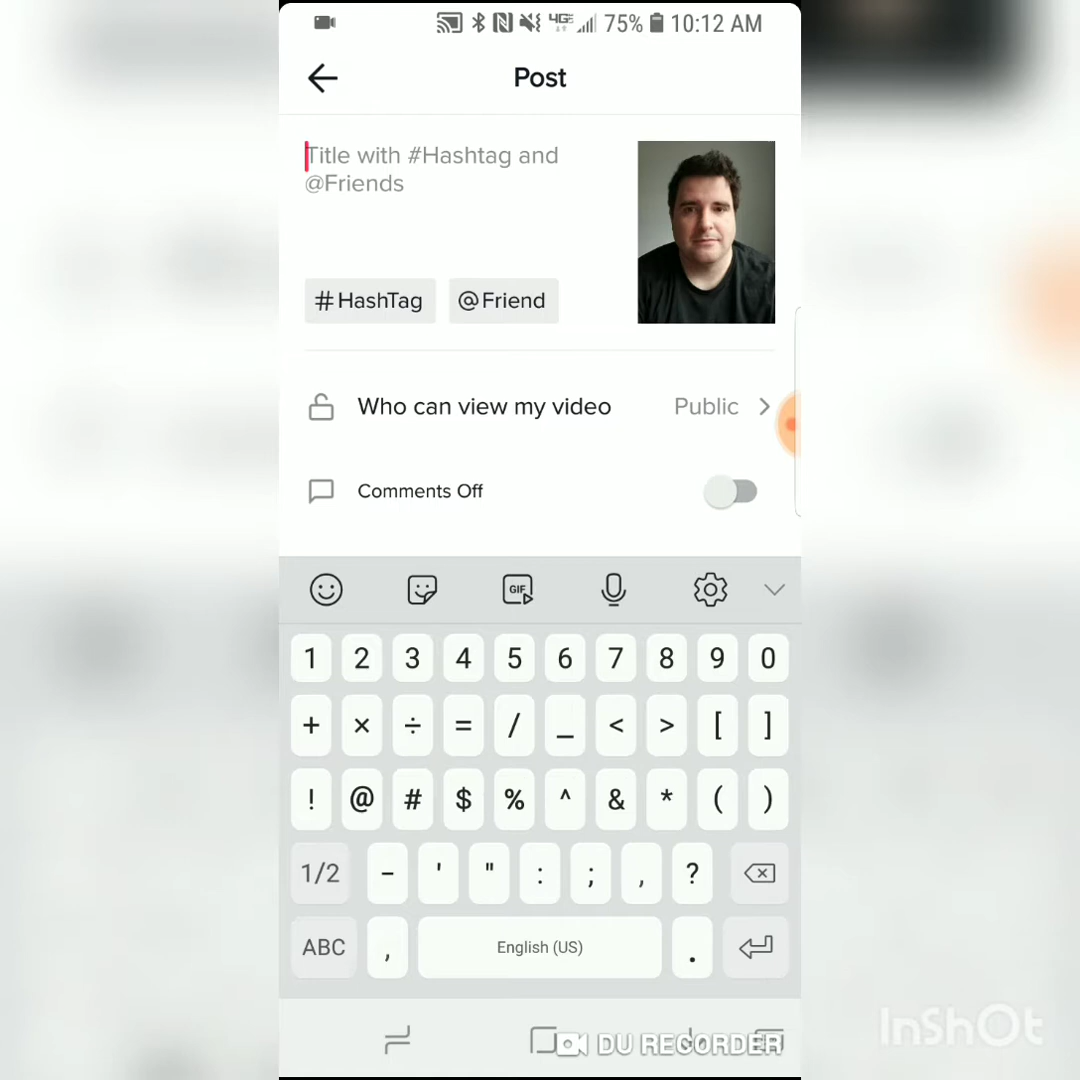 4GE 75% 10:12 AM
Post
Title with #Hashtag and
@Friends
#HashTag @Friend
Who can view my video Public
Comments Off
GIF
1 2 3 4 5 6 7 8 9 0
+ × ÷ = / _ < > [ ]
! @ # $ % ^ & * ( )
1/2 - ' " : ; , ?
ABC , English (US) .
InShOt
DU RECORDER